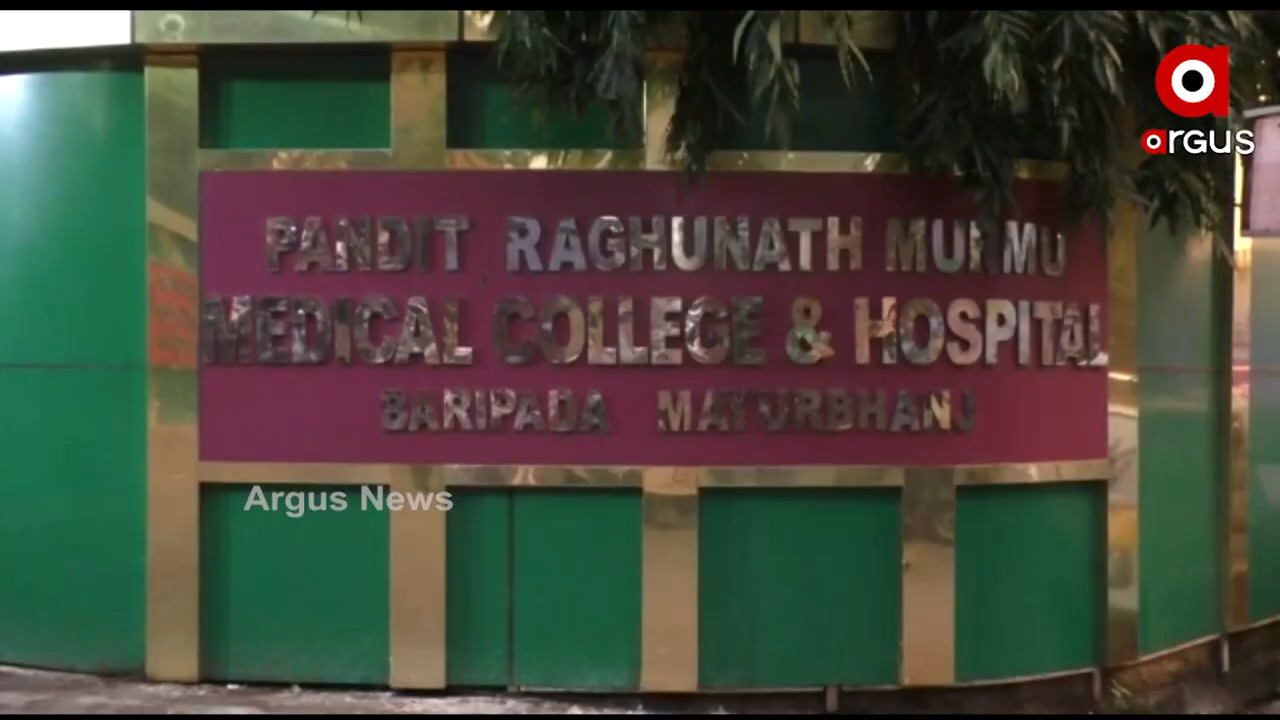 argus
PANDIT RAGHUNATH MURMU
MEDICAL COLLEGE & HOSPITAL
BARIPADA MAYURBHANJ
Argus News